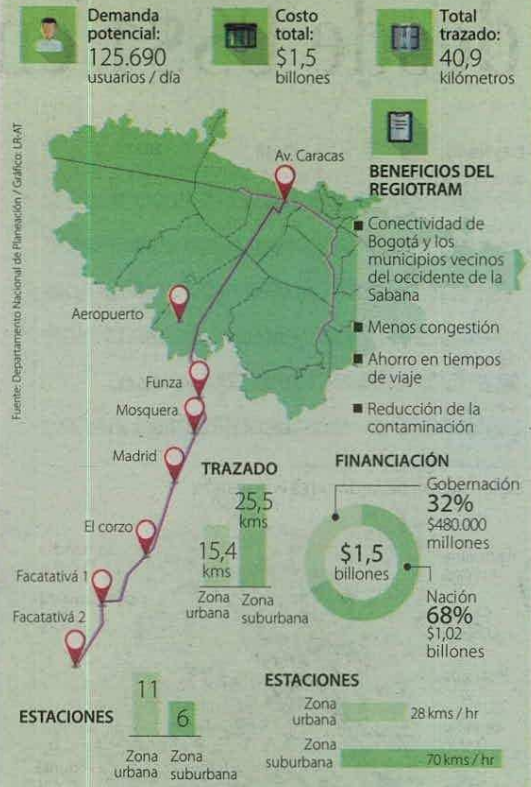 Demanda
potencial:
125.690
usuarios / día
Costo
total:
$1,5
billones
Total
trazado:
40,9
kilómetros
Fuente: Departamento Nacional de Planeación / Gráfico: LR-AT
Av. Caracas
Aeropuerto
Funza
Mosquera
Madrid
El corzo
Facatativá 1
Facatativá 2
BENEFICIOS DEL
REGIOTRAM
■ Conectividad de
Bogotá y los
municipios vecinos
del occidente de la
Sabana
■ Menos congestión
■ Ahorro en tiempos
de viaje
■ Reducción de la
contaminación
TRAZADO
15,4
kms
Zona
urbana
25,5
kms
Zona
suburbana
FINANCIACIÓN
$1,5
billones
Gobernación
32%
$480.000
millones
Nación
68%
$1,02
billones
ESTACIONES
11
Zona
urbana
6
Zona
suburbana
ESTACIONES
Zona
urbana
28 kms / hr
Zona
suburbana
70 kms / hr